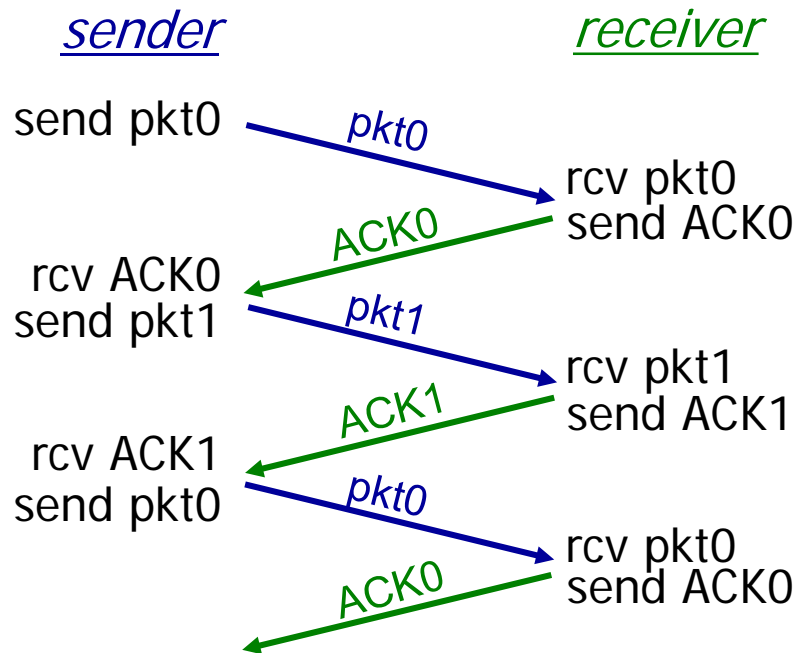 sender
receiver
send pkt0
pkt0
rcv pkt0
send ACK0
ACK0
rcv ACK0
send pkt1
pkt1
rcv pkt1
send ACK1
ACK1
rcv ACK1
send pkt0
pkt0
rcv pkt0
send ACK0
ACK0